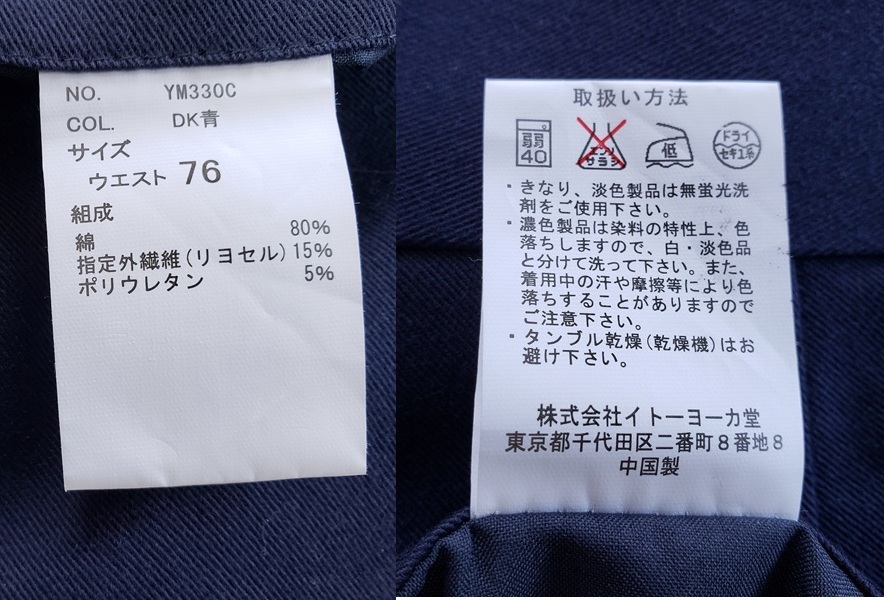 NO. YM330C
COL. DK青
サイズ
ウエスト 76
組成
綿 80%
指定外繊維(リヨセル) 15%
ポリウレタン 5%
取扱い方法
弱
40
エンソ
サラシ
低
ドライ
セキユ系
・きなり、淡色製品は無蛍光洗
剤をご使用下さい。
・濃色製品は染料の特性上、色
落ちしますので、白・淡色品
と分けて洗って下さい。また、
着用中の汗や摩擦等により色
落ちすることがありますので
ご注意下さい。
・タンブル乾燥(乾燥機)はお
避け下さい。
株式会社イトーヨーカ堂
東京都千代田区二番町8番地8
中国製